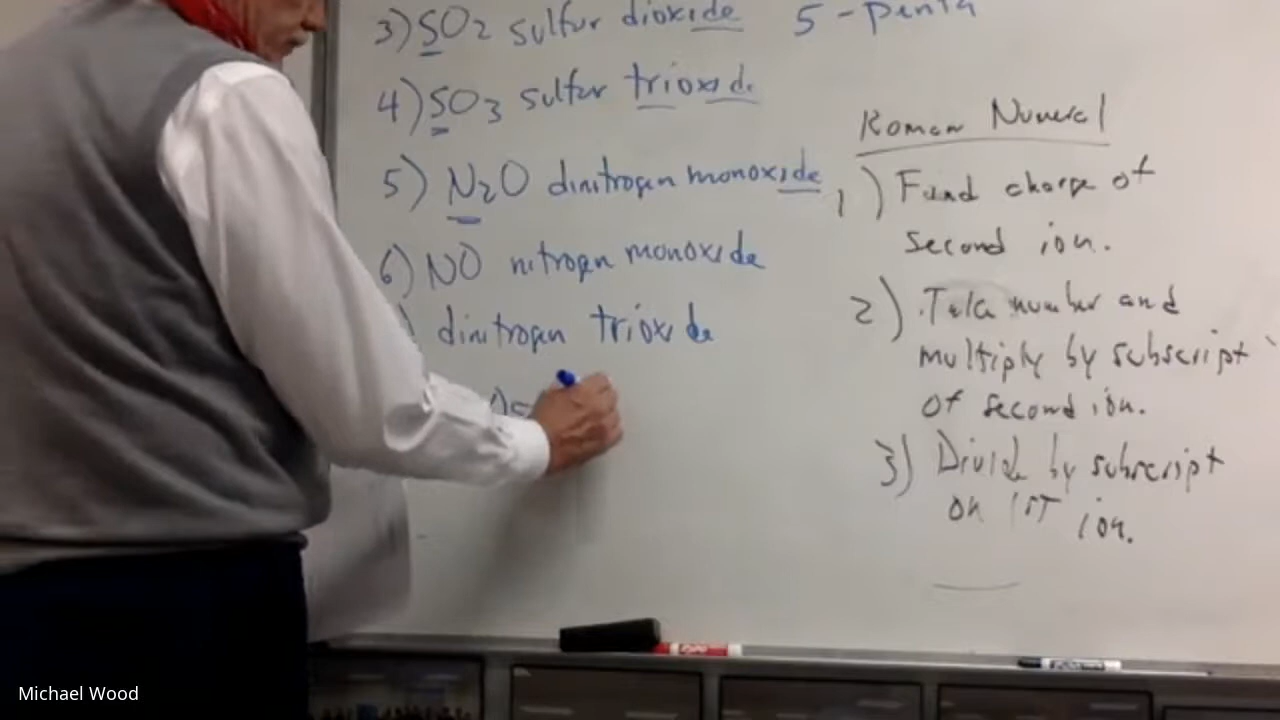 3) SO2 sulfur dioxide
5 - penta
4) SO3 sulfur trioxide
5) N2O dinitrogen monoxide
6) NO nitrogen monoxide
) dinitrogen trioxide
Roman Numeral
1) Find charge of
second ion.
2) Take number and
multiply by subscript
of second ion.
3) Divide by subscript
on 1ST ion.
Michael Wood